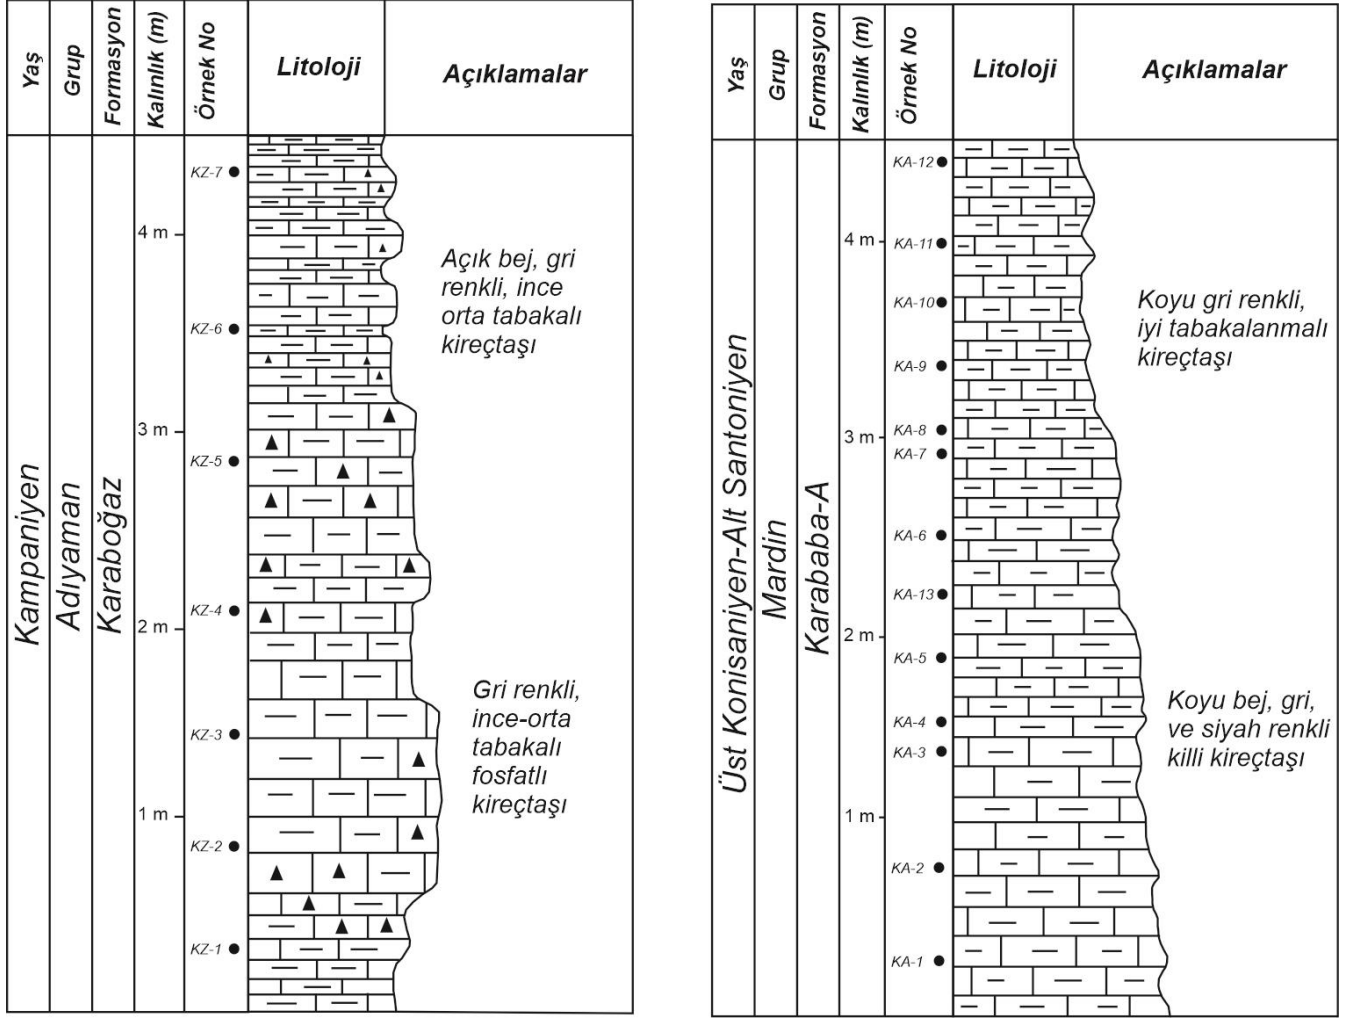 Yaş
Grup
Formasyon
Kalınlık (m)
Örnek No
Litoloji
Açıklamalar
Kampaniyen
Adıyaman
Karaboğaz
4 m
3 m
2 m
1 m
KZ-7
KZ-6
KZ-5
KZ-4
KZ-3
KZ-2
KZ-1
Açık bej, gri
renkli, ince
orta tabakalı
kireçtaşı
Gri renkli,
ince-orta
tabakalı
fosfatlı
kireçtaşı
Yaş
Grup
Formasyon
Kalınlık (m)
Örnek No
Litoloji
Açıklamalar
Üst Konisaniyen-Alt Santoniyen
Mardin
Karababa-A
4 m
3 m
2 m
1 m
KA-12
KA-11
KA-10
KA-9
KA-8
KA-7
KA-6
KA-13
KA-5
KA-4
KA-3
KA-2
KA-1
Koyu gri renkli,
iyi tabakalanmalı
kireçtaşı
Koyu bej, gri,
ve siyah renkli
killi kireçtaşı